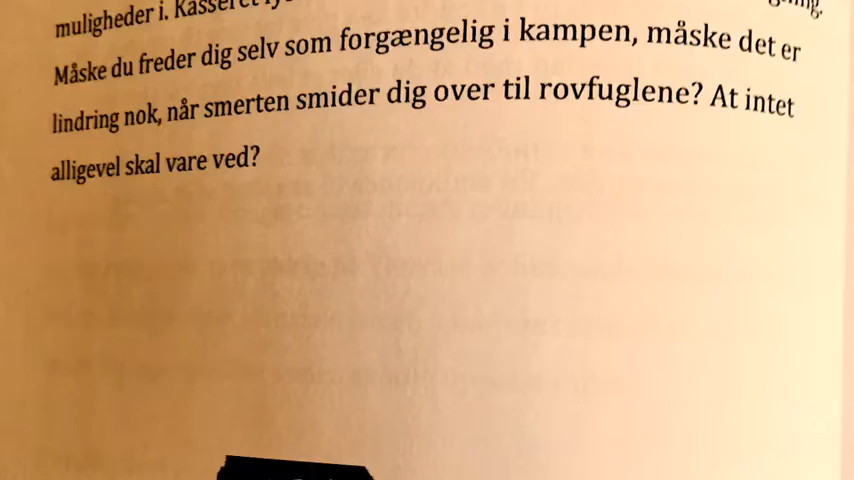 muligheder i. Kasseret
Måske du freder dig selv som forgængelig i kampen, måske det er
lindring nok, når smerten smider dig over til rovfuglene? At intet
alligevel skal vare ved?